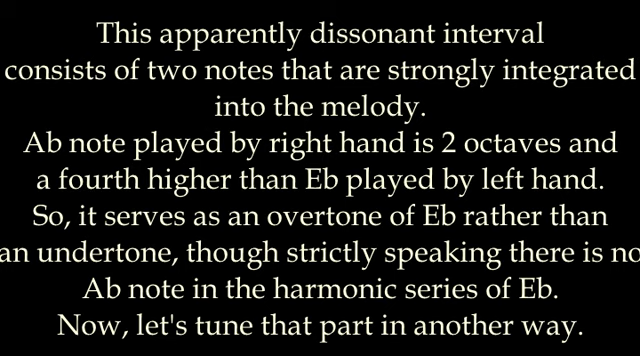 This apparently dissonant interval
consists of two notes that are strongly integrated
into the melody.
Ab note played by right hand is 2 octaves and
a fourth higher than Eb played by left hand.
So, it serves as an overtone of Eb rather than
an undertone, though strictly speaking there is no
Ab note in the harmonic series of Eb.
Now, let's tune that part in another way.